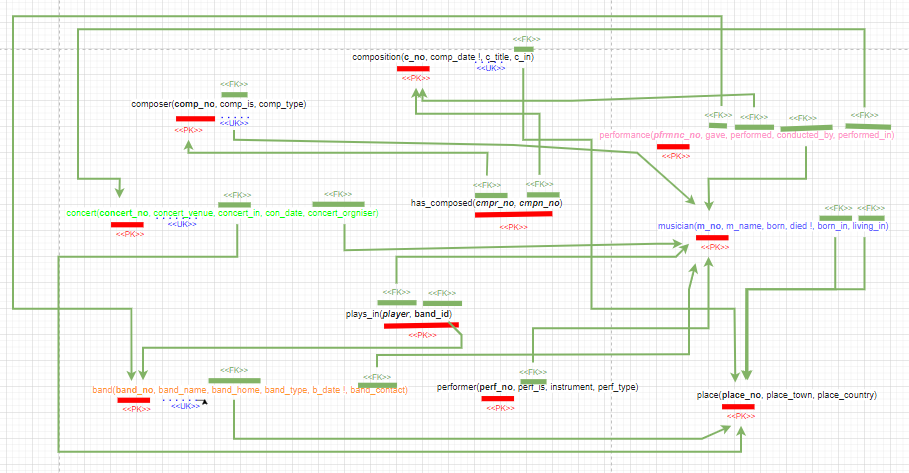 <<FK>>
composition(c_no, comp_date !, c_title, c_in)
<<UK>>
<<PK>>
<<FK>>
composer(comp_no, comp_is, comp_type)
<<UK>>
<<PK>>
<<FK>> <<FK>> <<FK>> <<FK>>
performance(pfrmnc_no, gave, performed, conducted_by, performed_in)
<<PK>>
<<FK>> <<FK>>
concert(concert_no, concert_venue, concert_in, con_date, concert_orgniser)
<<UK>>
<<PK>>
<<FK>> <<FK>>
has_composed(cmpr_no, cmpn_no)
<<PK>>
<<FK>> <<FK>>
musician(m_no, m_name, born, died !, born_in, living_in)
<<PK>>
<<FK>> <<FK>>
plays_in(player, band_id)
<<PK>>
<<FK>> <<FK>>
band(band_no, band_name, band_home, band_type, b_date !, band_contact)
<<PK>> <<UK>>
<<FK>>
performer(perf_no, perf_is, instrument, perf_type)
<<PK>>
place(place_no, place_town, place_country)
<<PK>>